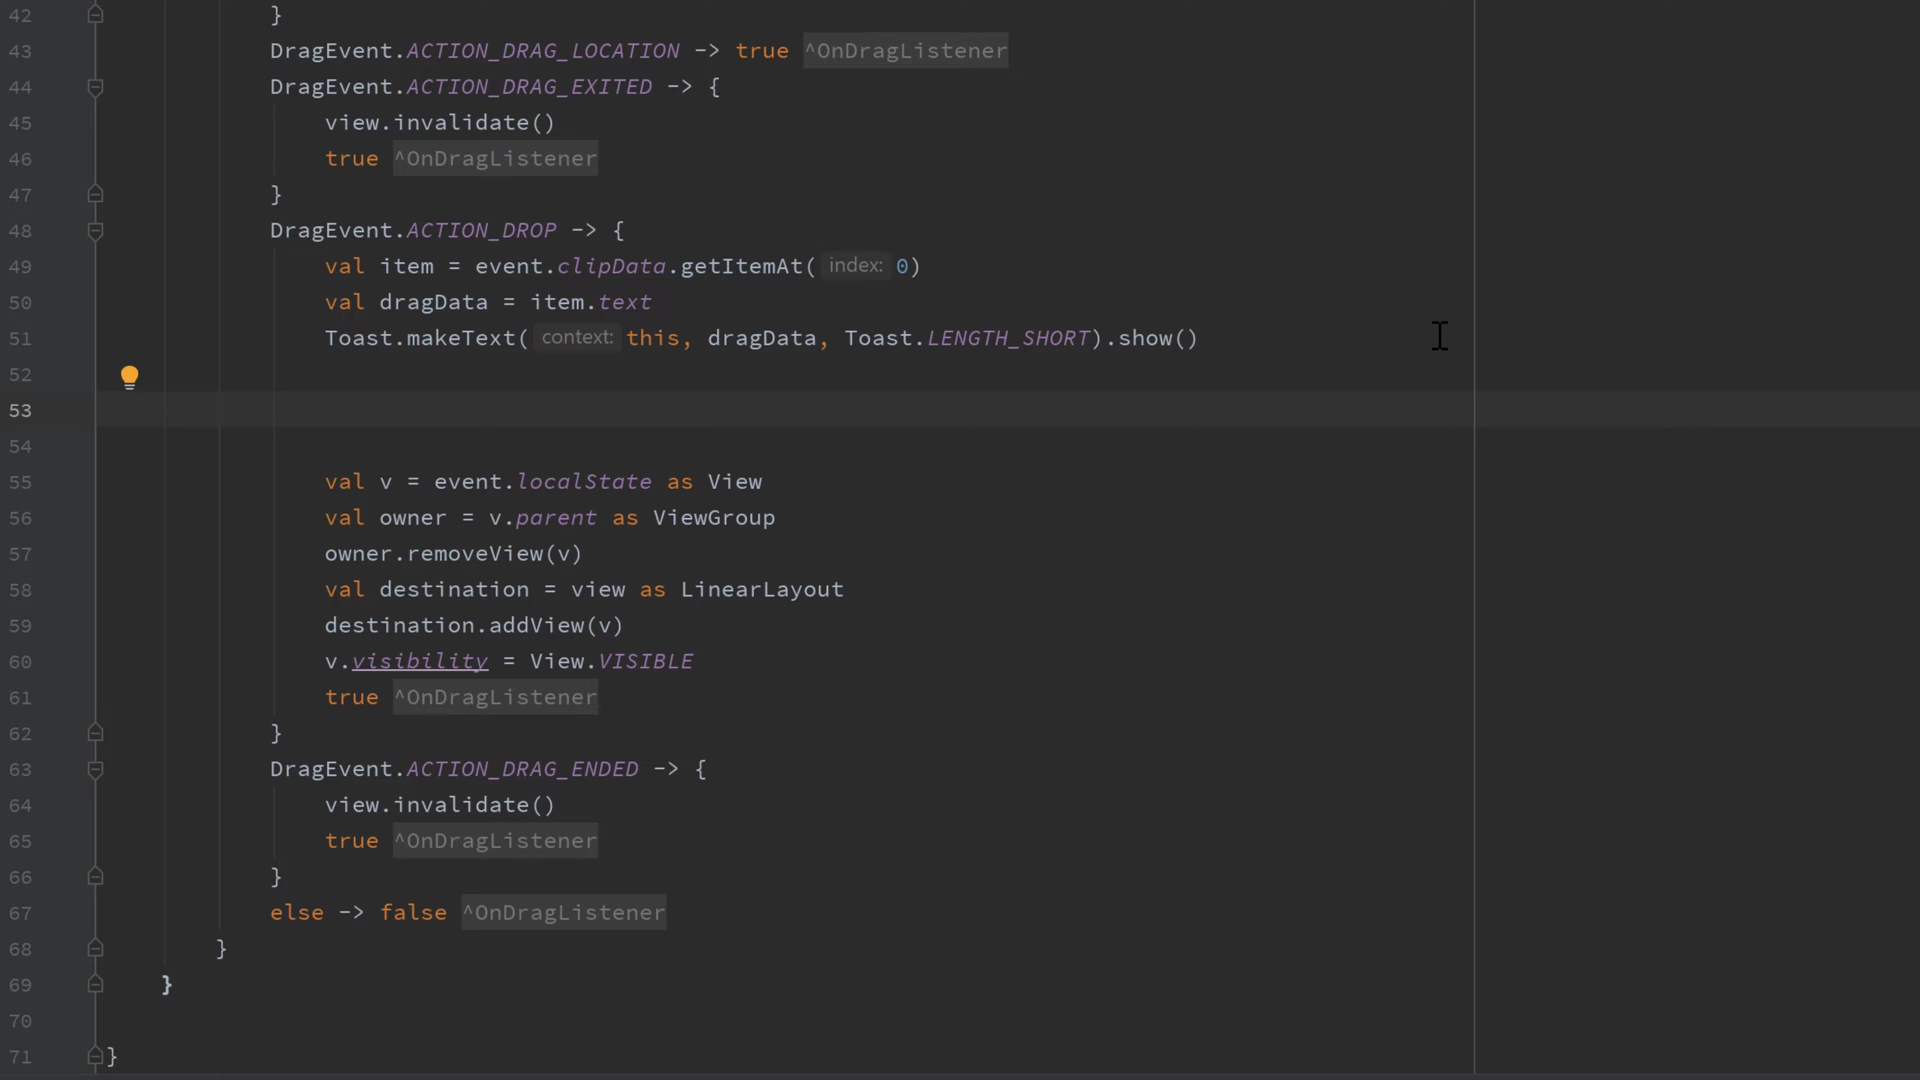 42 }
43 DragEvent.ACTION_DRAG_LOCATION -> true ^OnDragListener
44 DragEvent.ACTION_DRAG_EXITED -> {
45 view.invalidate()
46 true ^OnDragListener
47 }
48 DragEvent.ACTION_DROP -> {
49 val item = event.clipData.getItemAt( index: 0)
50 val dragData = item.text
51 Toast.makeText( context: this, dragData, Toast.LENGTH_SHORT).show()
52
53
54
55 val v = event.localState as View
56 val owner = v.parent as ViewGroup
57 owner.removeView(v)
58 val destination = view as LinearLayout
59 destination.addView(v)
60 v.visibility = View.VISIBLE
61 true ^OnDragListener
62 }
63 DragEvent.ACTION_DRAG_ENDED -> {
64 view.invalidate()
65 true ^OnDragListener
66 }
67 else -> false ^OnDragListener
68 }
69 }
70
71 }